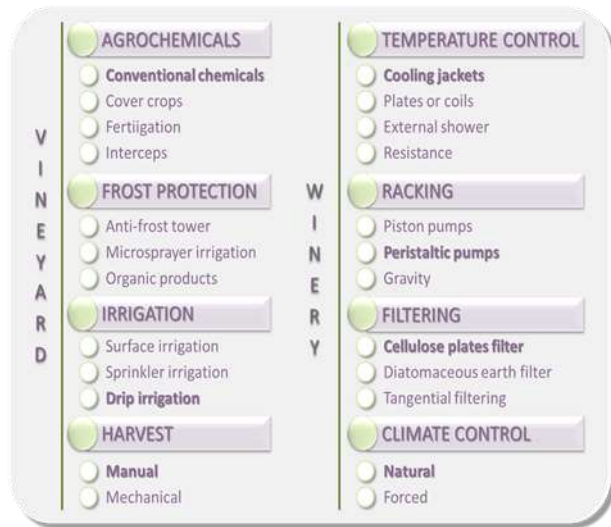 VINEYARD
AGROCHEMICALS
Conventional chemicals
Cover crops
Fertiigation
Interceps
FROST PROTECTION
Anti-frost tower
Microsprayer irrigation
Organic products
IRRIGATION
Surface irrigation
Sprinkler irrigation
Drip irrigation
HARVEST
Manual
Mechanical
WINERY
TEMPERATURE CONTROL
Cooling jackets
Plates or coils
External shower
Resistance
RACKING
Piston pumps
Peristaltic pumps
Gravity
FILTERING
Cellulose plates filter
Diatomaceous earth filter
Tangential filtering
CLIMATE CONTROL
Natural
Forced